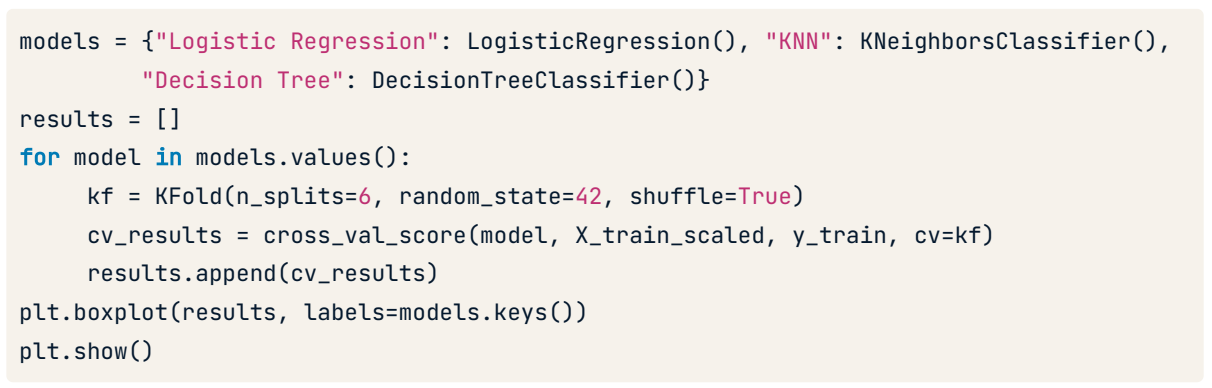 models = {"Logistic Regression": LogisticRegression(), "KNN": KNeighborsClassifier(),
         "Decision Tree": DecisionTreeClassifier()}
results = []
for model in models.values():
     kf = KFold(n_splits=6, random_state=42, shuffle=True)
     cv_results = cross_val_score(model, X_train_scaled, y_train, cv=kf)
     results.append(cv_results)
plt.boxplot(results, labels=models.keys())
plt.show()